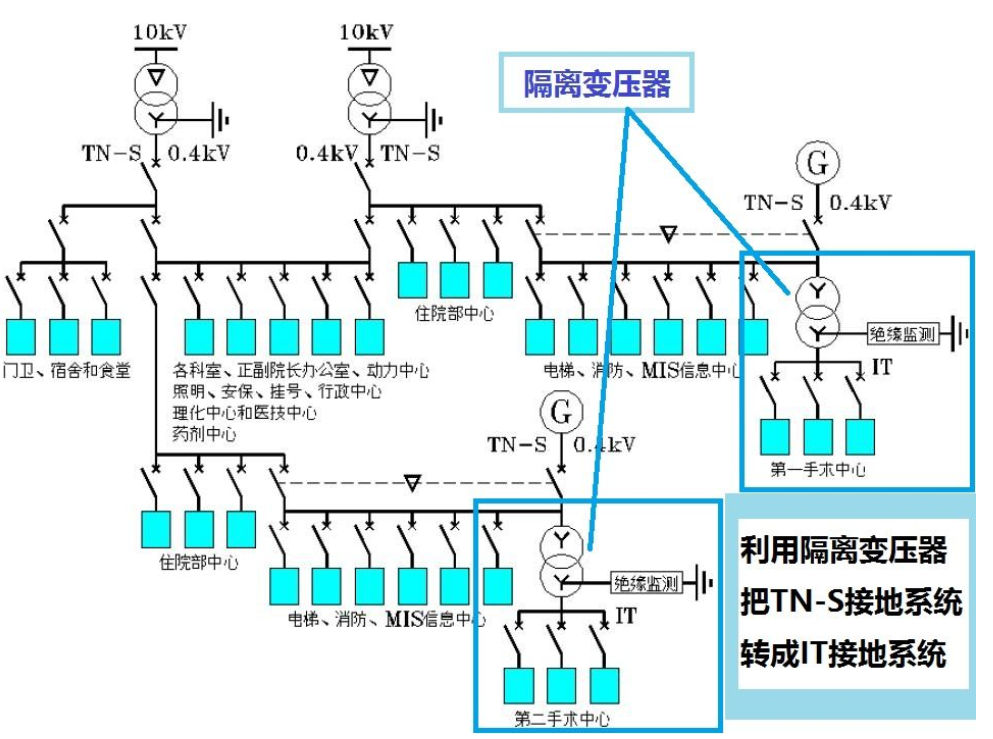 10kV
10kV
隔离变压器
TN-S
0.4kV
0.4kV
TN-S
G
TN-S
0.4kV
住院部中心
绝缘监测
门卫、宿舍和食堂
各科室、正副院长办公室、动力中心
照明、安保、挂号、行政中心
理化中心和医技中心
药剂中心
电梯、消防、MIS信息中心
IT
G
TN-S
0.4kV
第一手术中心
住院部中心
利用隔离变压器
把TN-S接地系统
转成IT接地系统
绝缘监测
电梯、消防、MIS信息中心
IT
第二手术中心